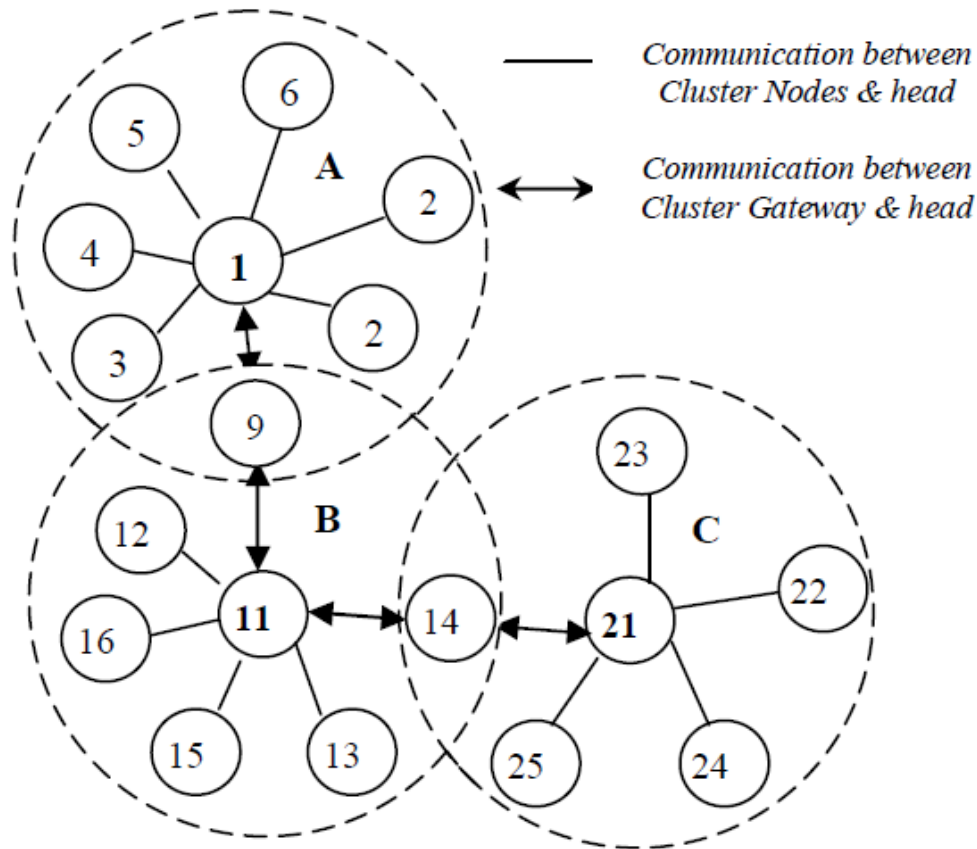 Communication between
Cluster Nodes & head
6
5
A
Communication between
Cluster Gateway & head
2
4
1
2
3
9
23
B
C
12
22
11
14
21
16
15
13
25
24